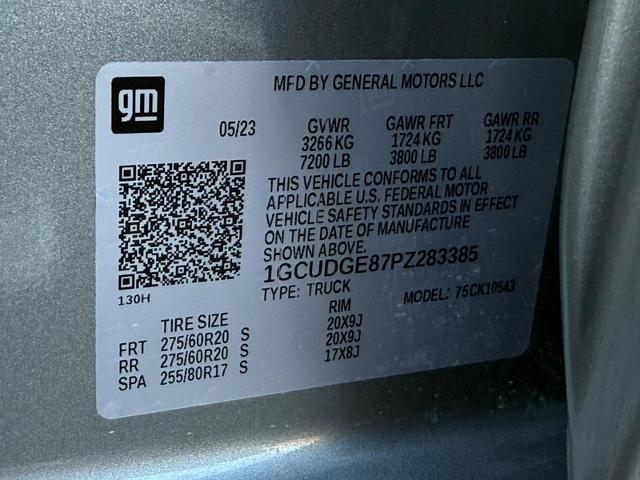 gm
MFD BY GENERAL MOTORS LLC
05/23 GVWR GAWR FRT GAWR RR
3266 KG 1724 KG 1724 KG
7200 LB 3800 LB 3800 LB
THIS VEHICLE CONFORMS TO ALL
APPLICABLE U.S. FEDERAL MOTOR
VEHICLE SAFETY STANDARDS IN EFFECT
ON THE DATE OF MANUFACTURE
SHOWN ABOVE.
1GCUDGE87PZ283385
130H
TYPE: TRUCK MODEL: 75CK10543
TIRE SIZE RIM
FRT 275/60R20 S 20X9J
RR 275/60R20 S 20X9J
SPA 255/80R17 S 17X8J